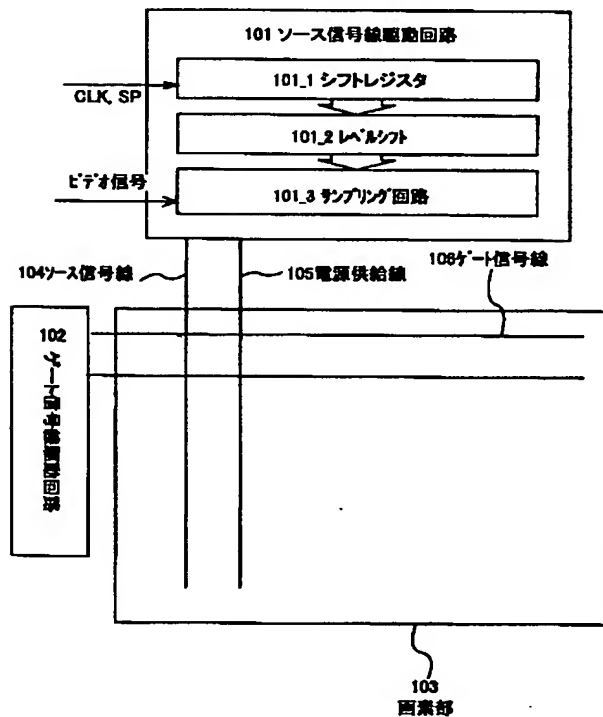 101 ソース信号線駆動回路
101_1 シフトレジスタ
CLK, SP
101_2 レベルシフト
ビデオ信号
101_3 サンプリング回路
104ソース信号線
105電源供給線
106ゲート信号線
102
ゲート信号線駆動回路
103
画素部